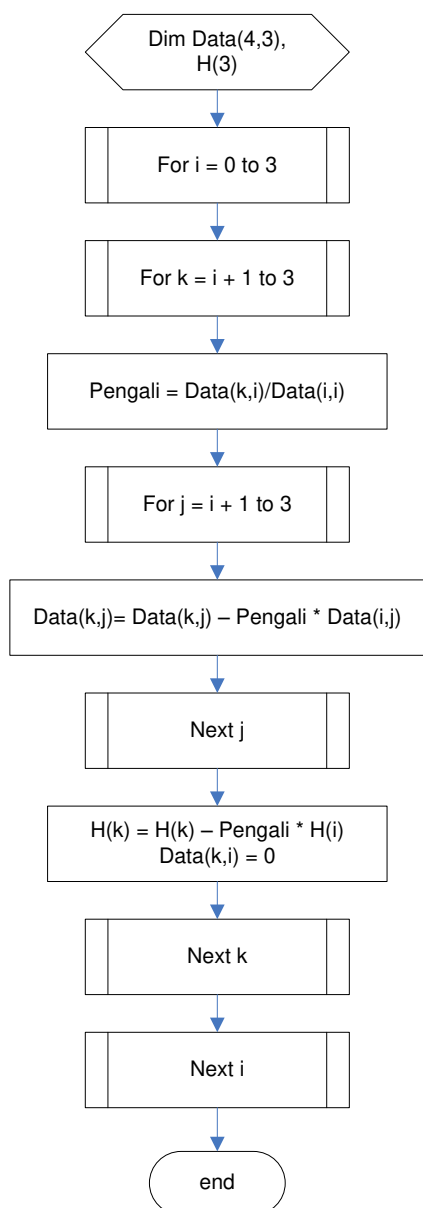 Dim Data(4,3),
H(3)
For i = 0 to 3
For k = i + 1 to 3
Pengali = Data(k,i)/Data(i,i)
For j = i + 1 to 3
Data(k,j)= Data(k,j) – Pengali * Data(i,j)
Next j
H(k) = H(k) – Pengali * H(i)
Data(k,i) = 0
Next k
Next i
end